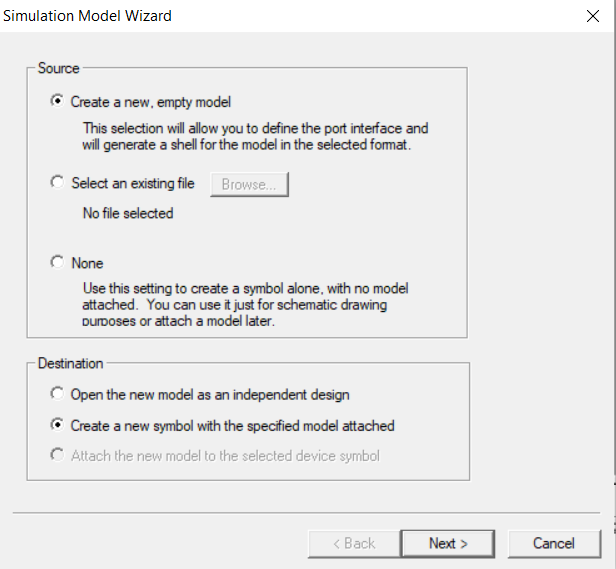 Simulation Model Wizard
Source
Create a new, empty model
This selection will allow you to define the port interface and
will generate a shell for the model in the selected format.
Select an existing file
Browse...
No file selected
None
Use this setting to create a symbol alone, with no model
attached. You can use it just for schematic drawing
purposes or attach a model later.
Destination
Open the new model as an independent design
Create a new symbol with the specified model attached
Attach the new model to the selected device symbol
< Back
Next >
Cancel